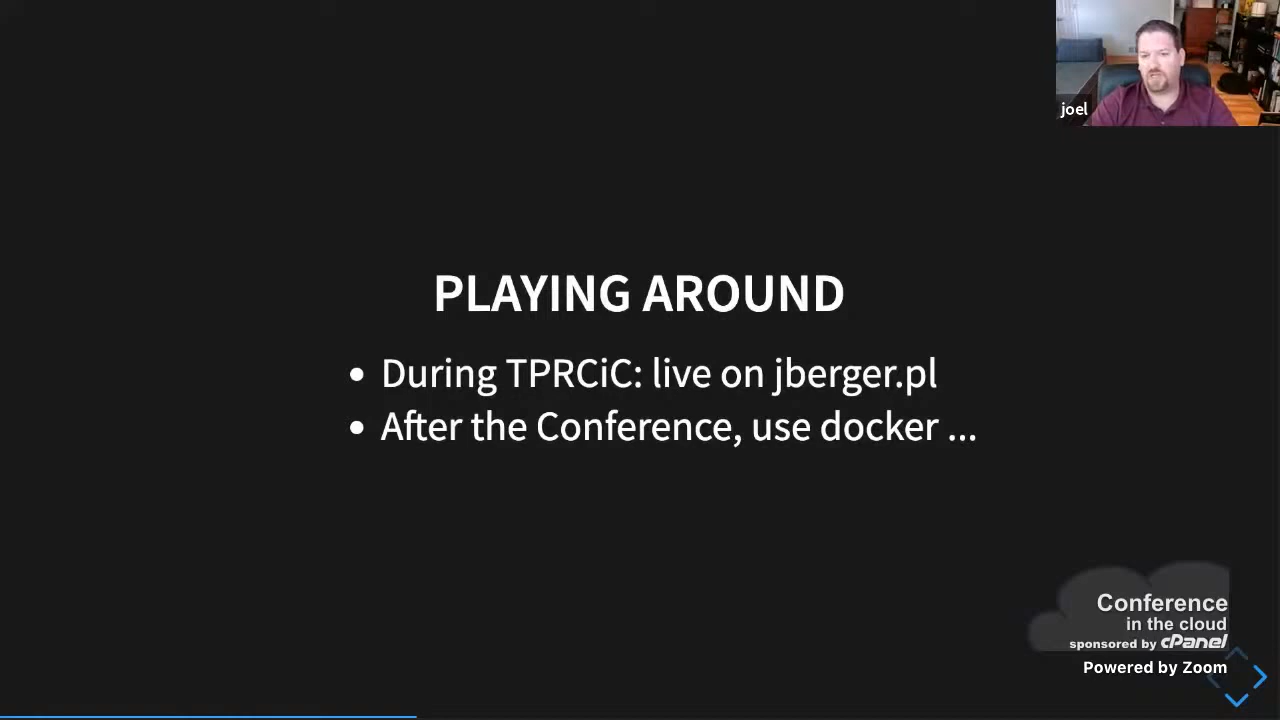 joel
PLAYING AROUND
• During TPRCiC: live on jberger.pl
• After the Conference, use docker ...
Conference
in the cloud
sponsored by cPanel
Powered by Zoom